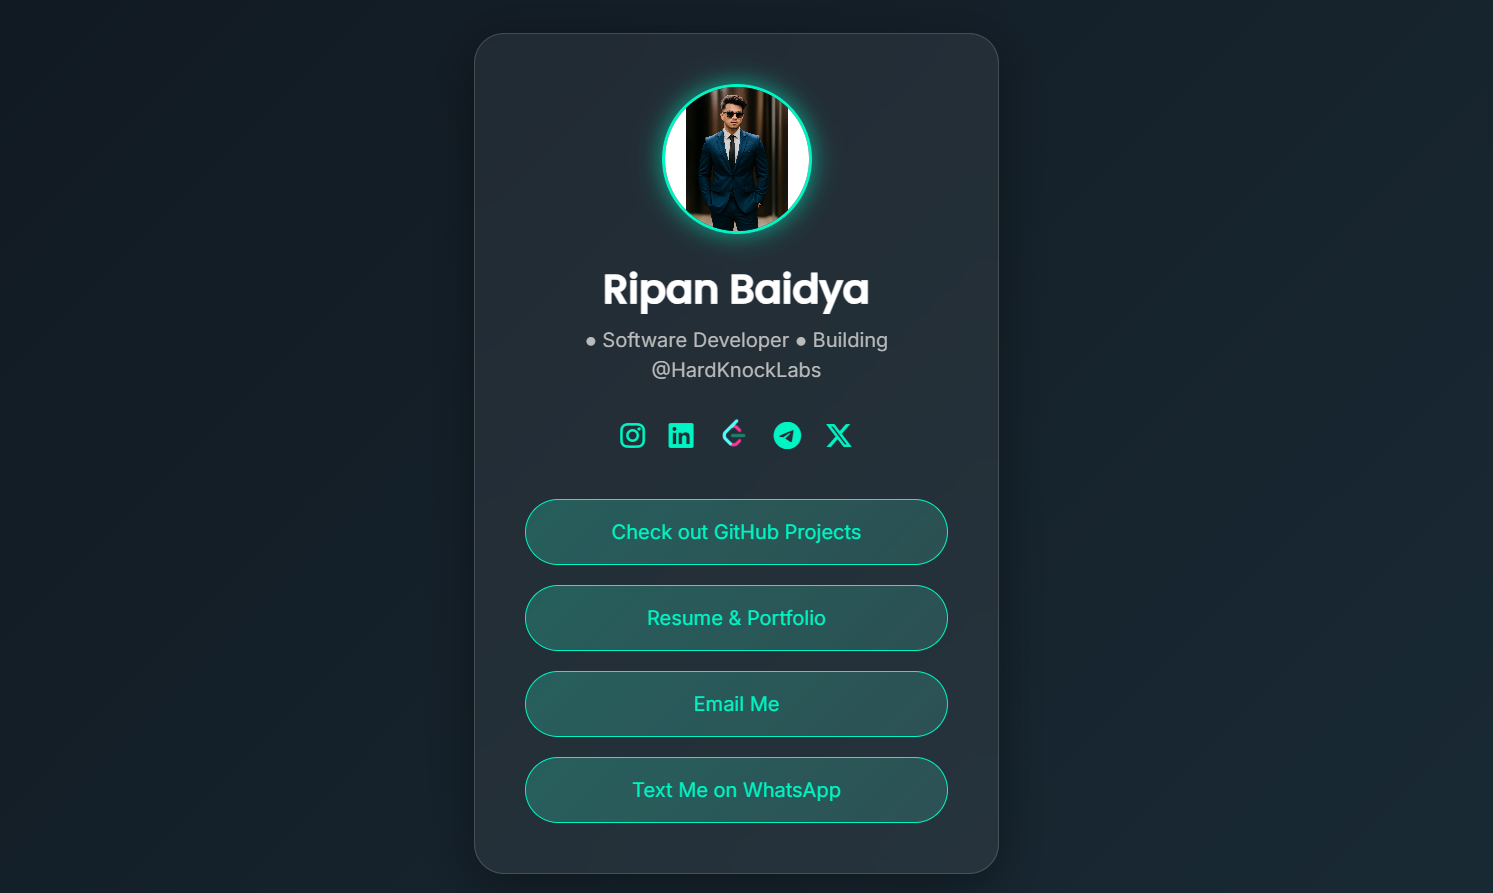 Ripan Baidya
● Software Developer ● Building
@HardKnockLabs
Check out GitHub Projects
Resume & Portfolio
Email Me
Text Me on WhatsApp